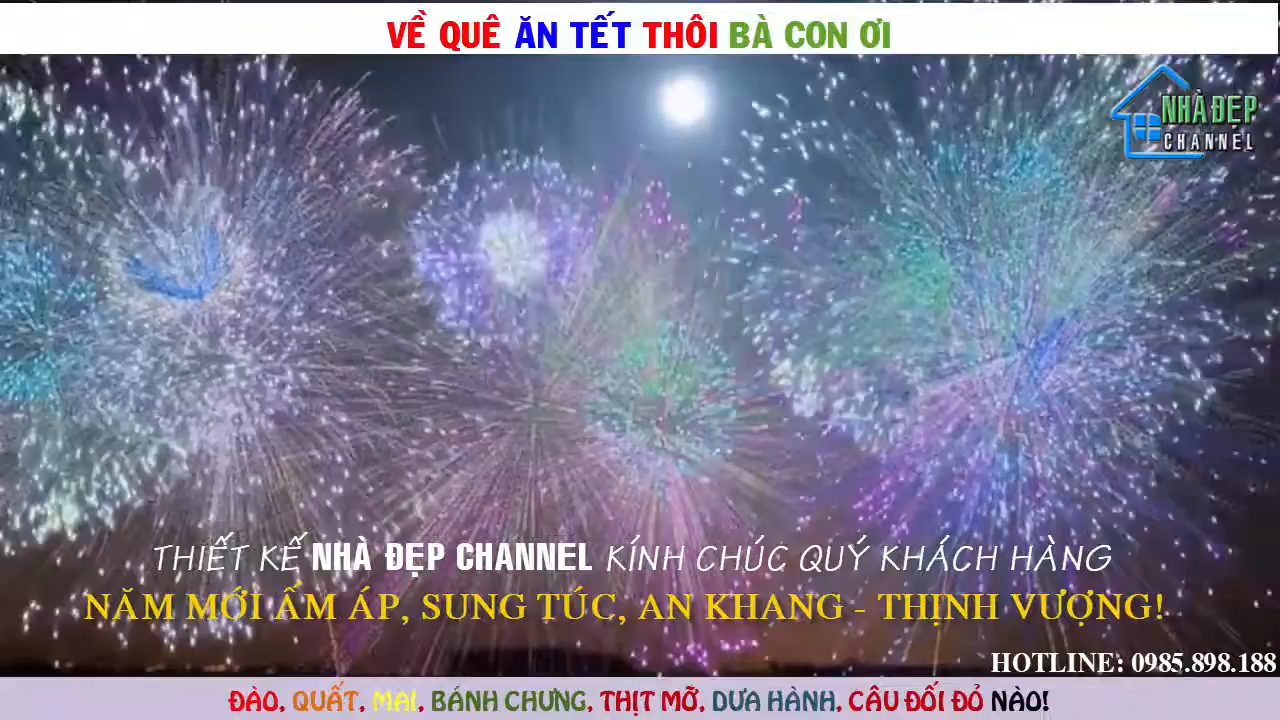 VỀ QUÊ ĂN TẾT THÔI BÀ CON ƠI
NHÀ ĐẸP
CHANNEL
THIẾT KẾ NHÀ ĐẸP CHANNEL KÍNH CHÚC QUÝ KHÁCH HÀNG
NĂM MỚI ẤM ÁP, SUNG TÚC, AN KHANG - THỊNH VƯỢNG!
HOTLINE: 0985.898.188
ĐÀO, QUẤT, MAI, BÁNH CHƯNG, THỊT MỠ, DƯA HÀNH, CÂU ĐỐI ĐỎ NÀO!